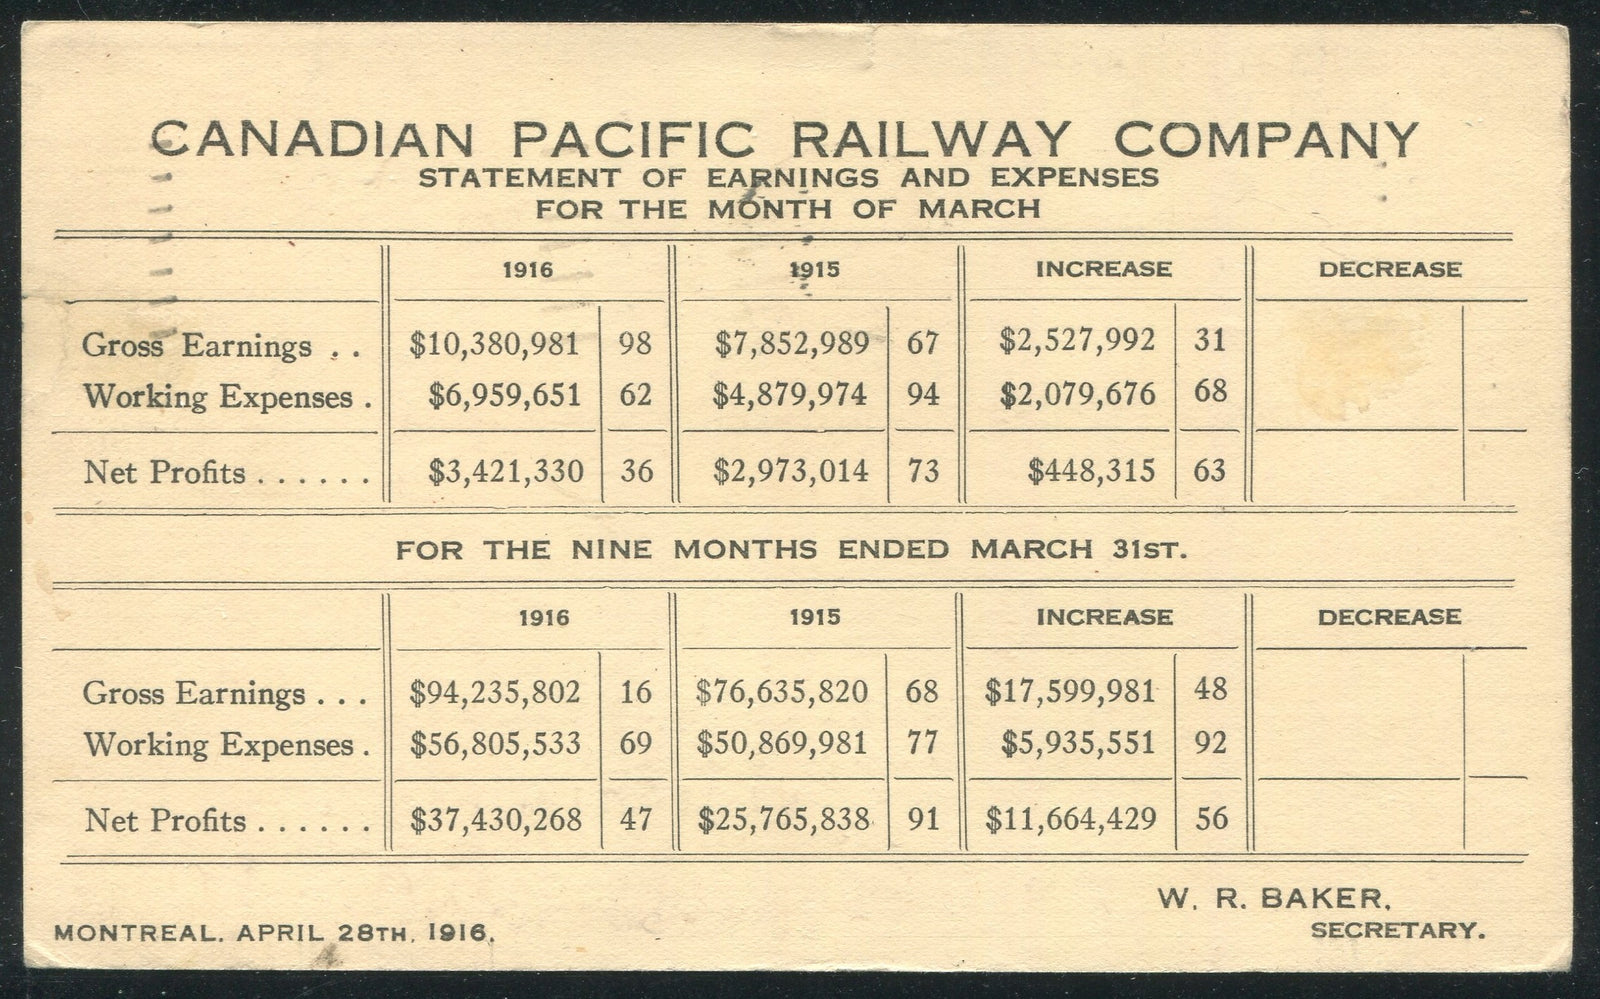 CANADIAN PACIFIC RAILWAY COMPANY
STATEMENT OF EARNINGS AND EXPENSES
FOR THE MONTH OF MARCH
1916 1915 INCREASE DECREASE
Gross Earnings . . $10,380,981 98 $7,852,989 67 $2,527,992 31
Working Expenses . $6,959,651 62 $4,879,974 94 $2,079,676 68
Net Profits . . . . . . $3,421,330 36 $2,973,014 73 $448,315 63
FOR THE NINE MONTHS ENDED MARCH 31ST.
1916 1915 INCREASE DECREASE
Gross Earnings . . . $94,235,802 16 $76,635,820 68 $17,599,981 48
Working Expenses . $56,805,533 69 $50,869,981 77 $5,935,551 92
Net Profits . . . . . . $37,430,268 47 $25,765,838 91 $11,664,429 56
W. R. BAKER,
MONTREAL. APRIL 28TH, 1916. SECRETARY.